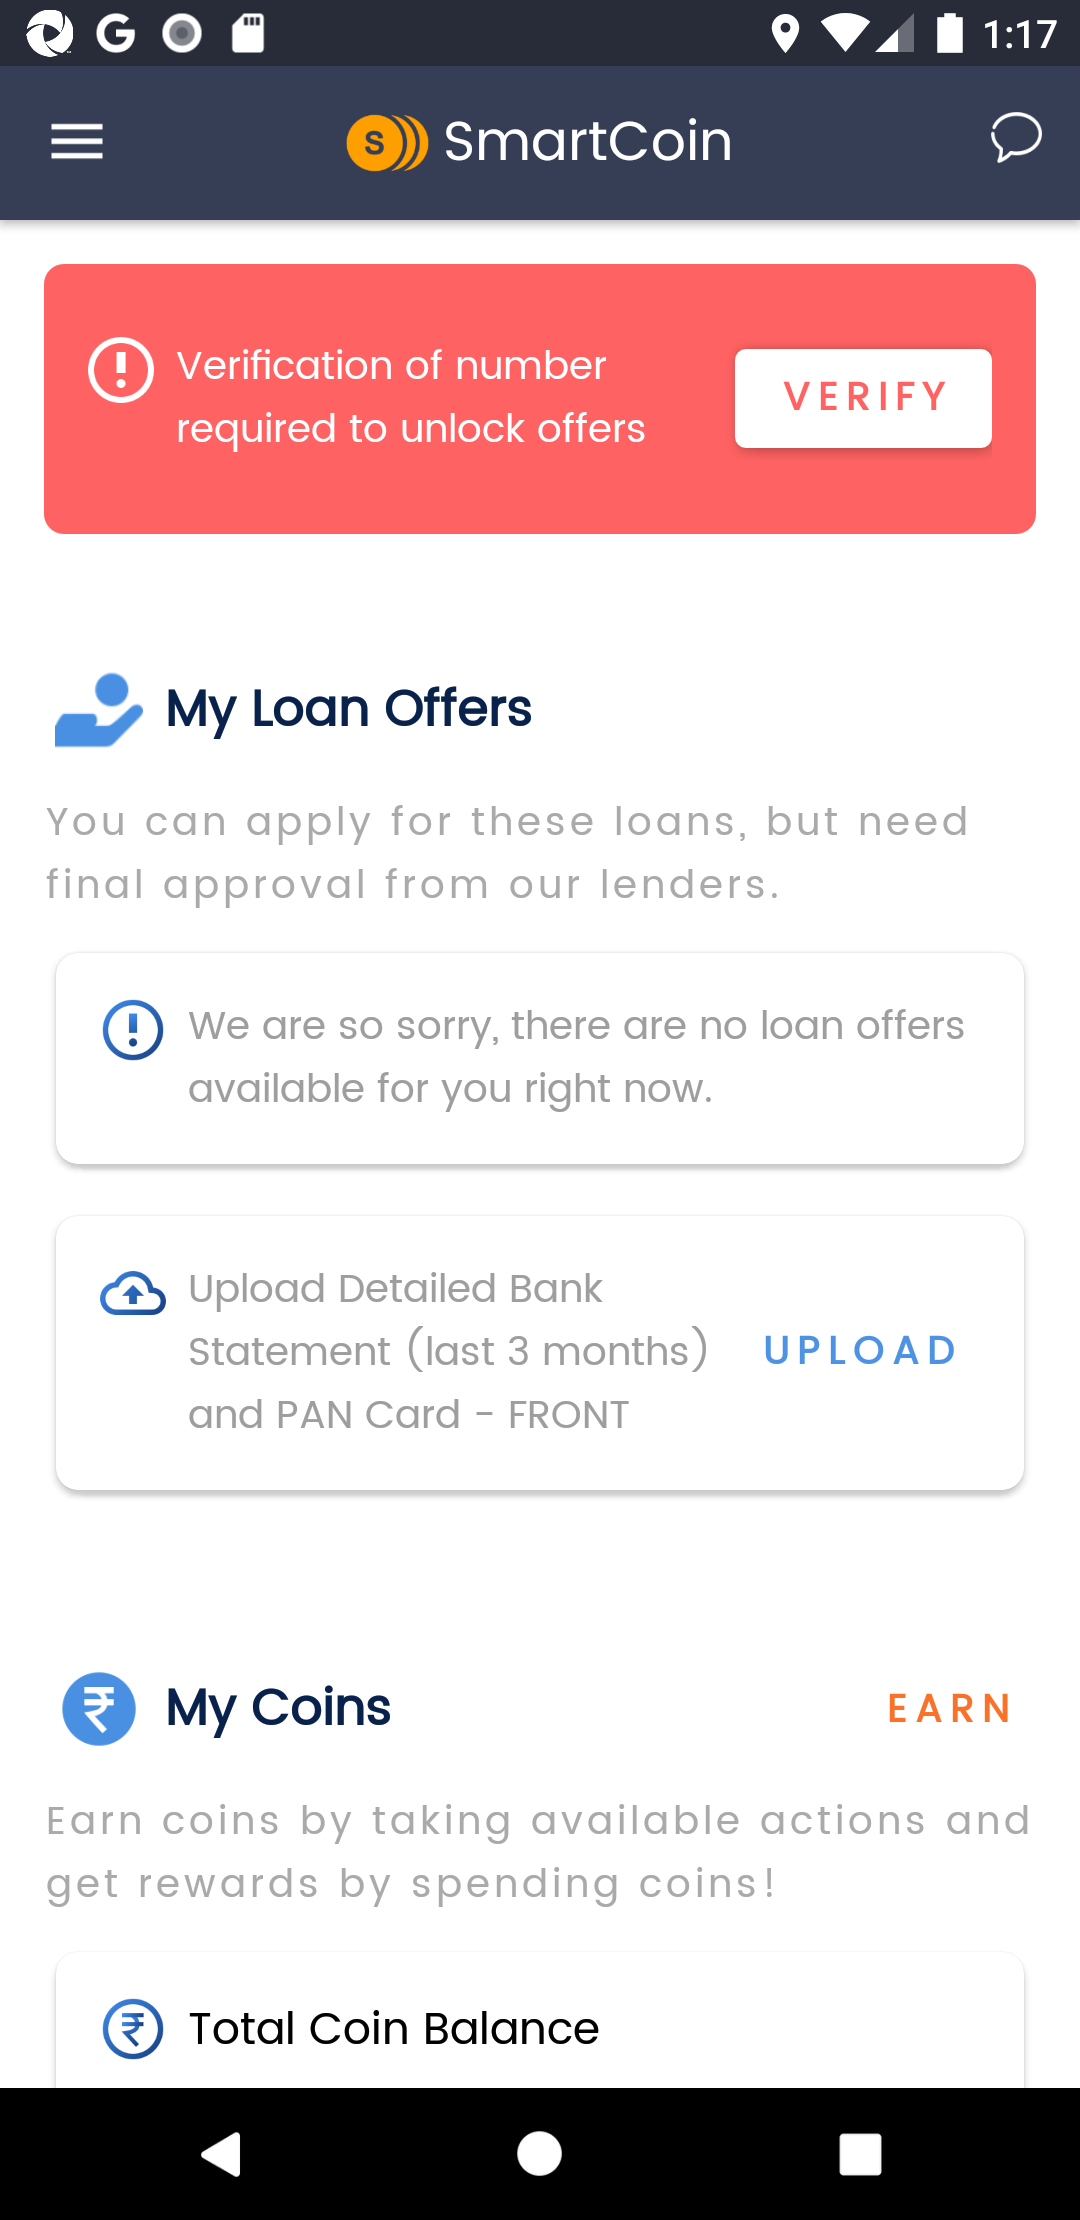 1:17
S SmartCoin
Verification of number
required to unlock offers
VERIFY
My Loan Offers
You can apply for these loans, but need
final approval from our lenders.
We are so sorry, there are no loan offers
available for you right now.
Upload Detailed Bank
Statement (last 3 months)
and PAN Card - FRONT
UPLOAD
₹ My Coins
EARN
Earn coins by taking available actions and
get rewards by spending coins!
₹ Total Coin Balance